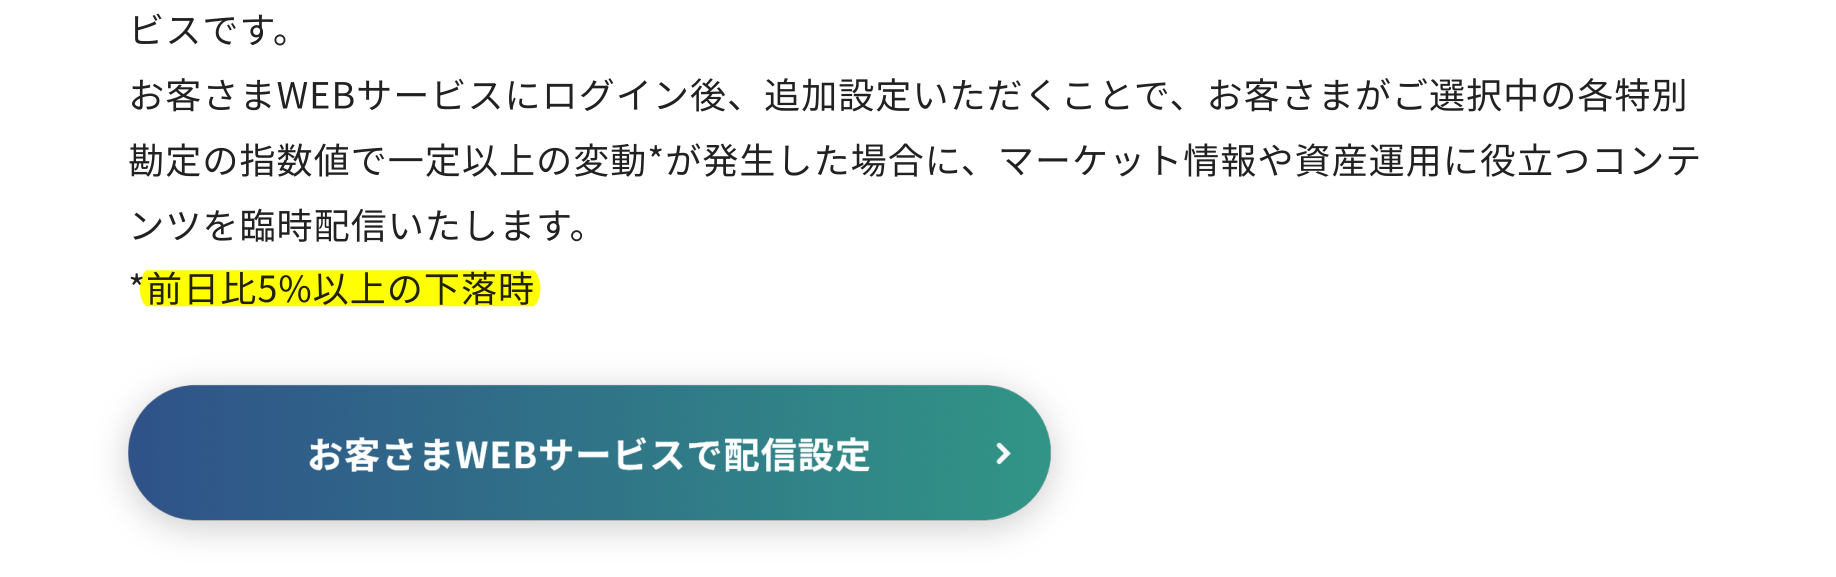 ビスです。
お客さまWEBサービスにログイン後、追加設定いただくことで、お客さまがご選択中の各特別
勘定の指数値で一定以上の変動*が発生した場合に、マーケット情報や資産運用に役立つコンテ
ンツを臨時配信いたします。
*前日比5%以上の下落時
お客さまWEBサービスで配信設定